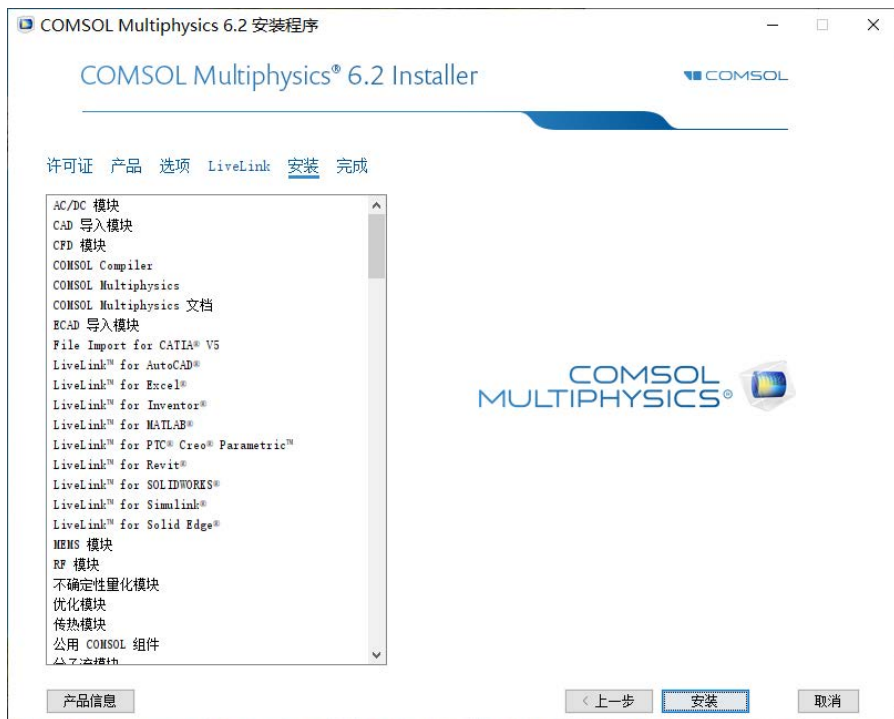 COMSOL Multiphysics 6.2 安装程序
COMSOL Multiphysics® 6.2 Installer
COMSOL
许可证 产品 选项 LiveLink 安装 完成
AC/DC 模块
CAD 导入模块
CFD 模块
COMSOL Compiler
COMSOL Multiphysics
COMSOL Multiphysics 文档
ECAD 导入模块
File Import for CATIA® V5
LiveLink™ for AutoCAD®
LiveLink™ for Excel®
LiveLink™ for Inventor®
LiveLink™ for MATLAB®
LiveLink™ for PTC® Creo® Parametric™
LiveLink™ for Revit®
LiveLink™ for SOLIDWORKS®
LiveLink™ for Simulink®
LiveLink™ for Solid Edge®
MEMS 模块
RF 模块
不确定性量化模块
优化模块
传热模块
公用 COMSOL 组件
COMSOL
MULTIPHYSICS®
产品信息
< 上一步
安装
取消